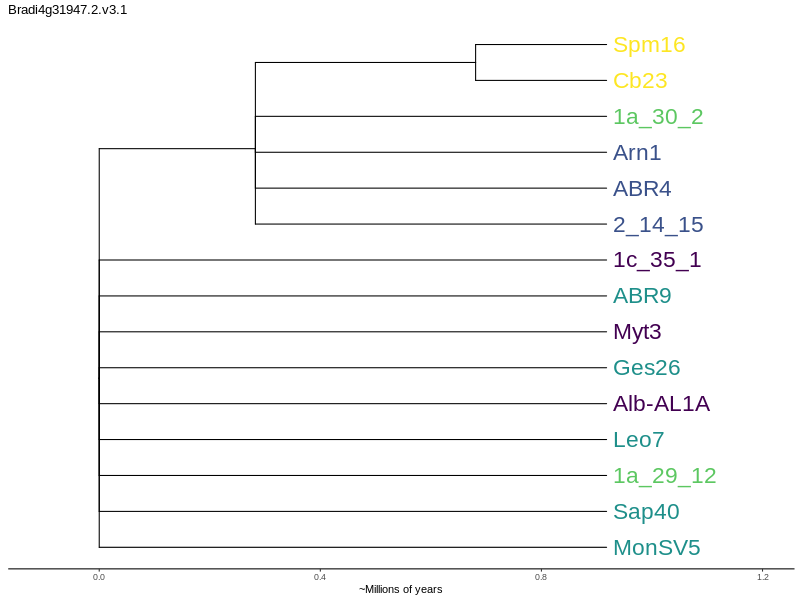 Bradi4g31947.2.v3.1
Spm16
Cb23
1a_30_2
Arn1
ABR4
2_14_15
1c_35_1
ABR9
Myt3
Ges26
Alb-AL1A
Leo7
1a_29_12
Sap40
MonSV5
0.0 0.4 0.8 1.2
~Millions of years